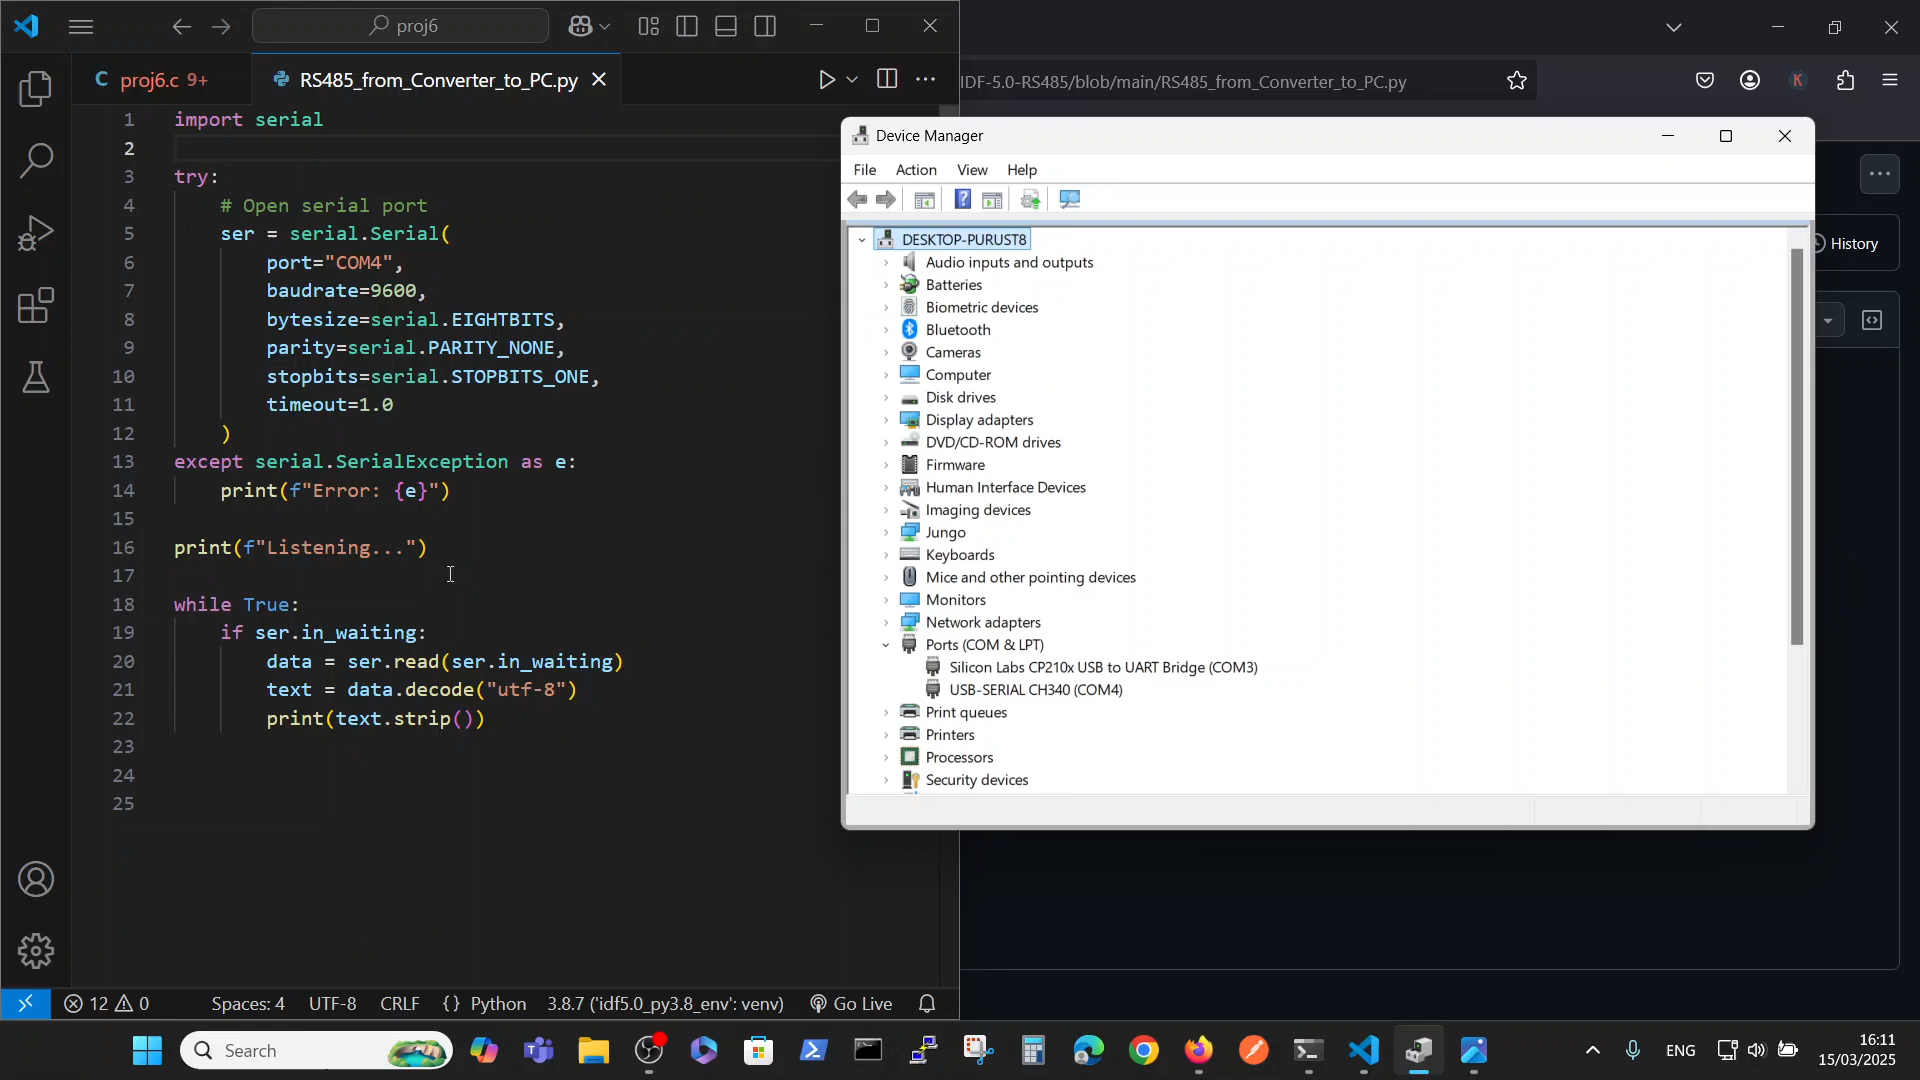 proj6
proj6.c 9+
RS485_from_Converter_to_PC.py
IDF-5.0-RS485/blob/main/RS485_from_Converter_to_PC.py
K
History
1 import serial
2
3 try:
4 # Open serial port
5 ser = serial.Serial(
6 port="COM4",
7 baudrate=9600,
8 bytesize=serial.EIGHTBITS,
9 parity=serial.PARITY_NONE,
10 stopbits=serial.STOPBITS_ONE,
11 timeout=1.0
12 )
13 except serial.SerialException as e:
14 print(f"Error: {e}")
15
16 print(f"Listening...")
17
18 while True:
19 if ser.in_waiting:
20 data = ser.read(ser.in_waiting)
21 text = data.decode("utf-8")
22 print(text.strip())
23
24
25
Device Manager
File Action View Help
DESKTOP-PURUST8
Audio inputs and outputs
Batteries
Biometric devices
Bluetooth
Cameras
Computer
Disk drives
Display adapters
DVD/CD-ROM drives
Firmware
Human Interface Devices
Imaging devices
Jungo
Keyboards
Mice and other pointing devices
Monitors
Network adapters
Ports (COM & LPT)
Silicon Labs CP210x USB to UART Bridge (COM3)
USB-SERIAL CH340 (COM4)
Print queues
Printers
Processors
Security devices
12 0 Spaces: 4 UTF-8 CRLF {} Python 3.8.7 ('idf5.0_py3.8_env': venv) Go Live
Search
ENG
16:11
15/03/2025